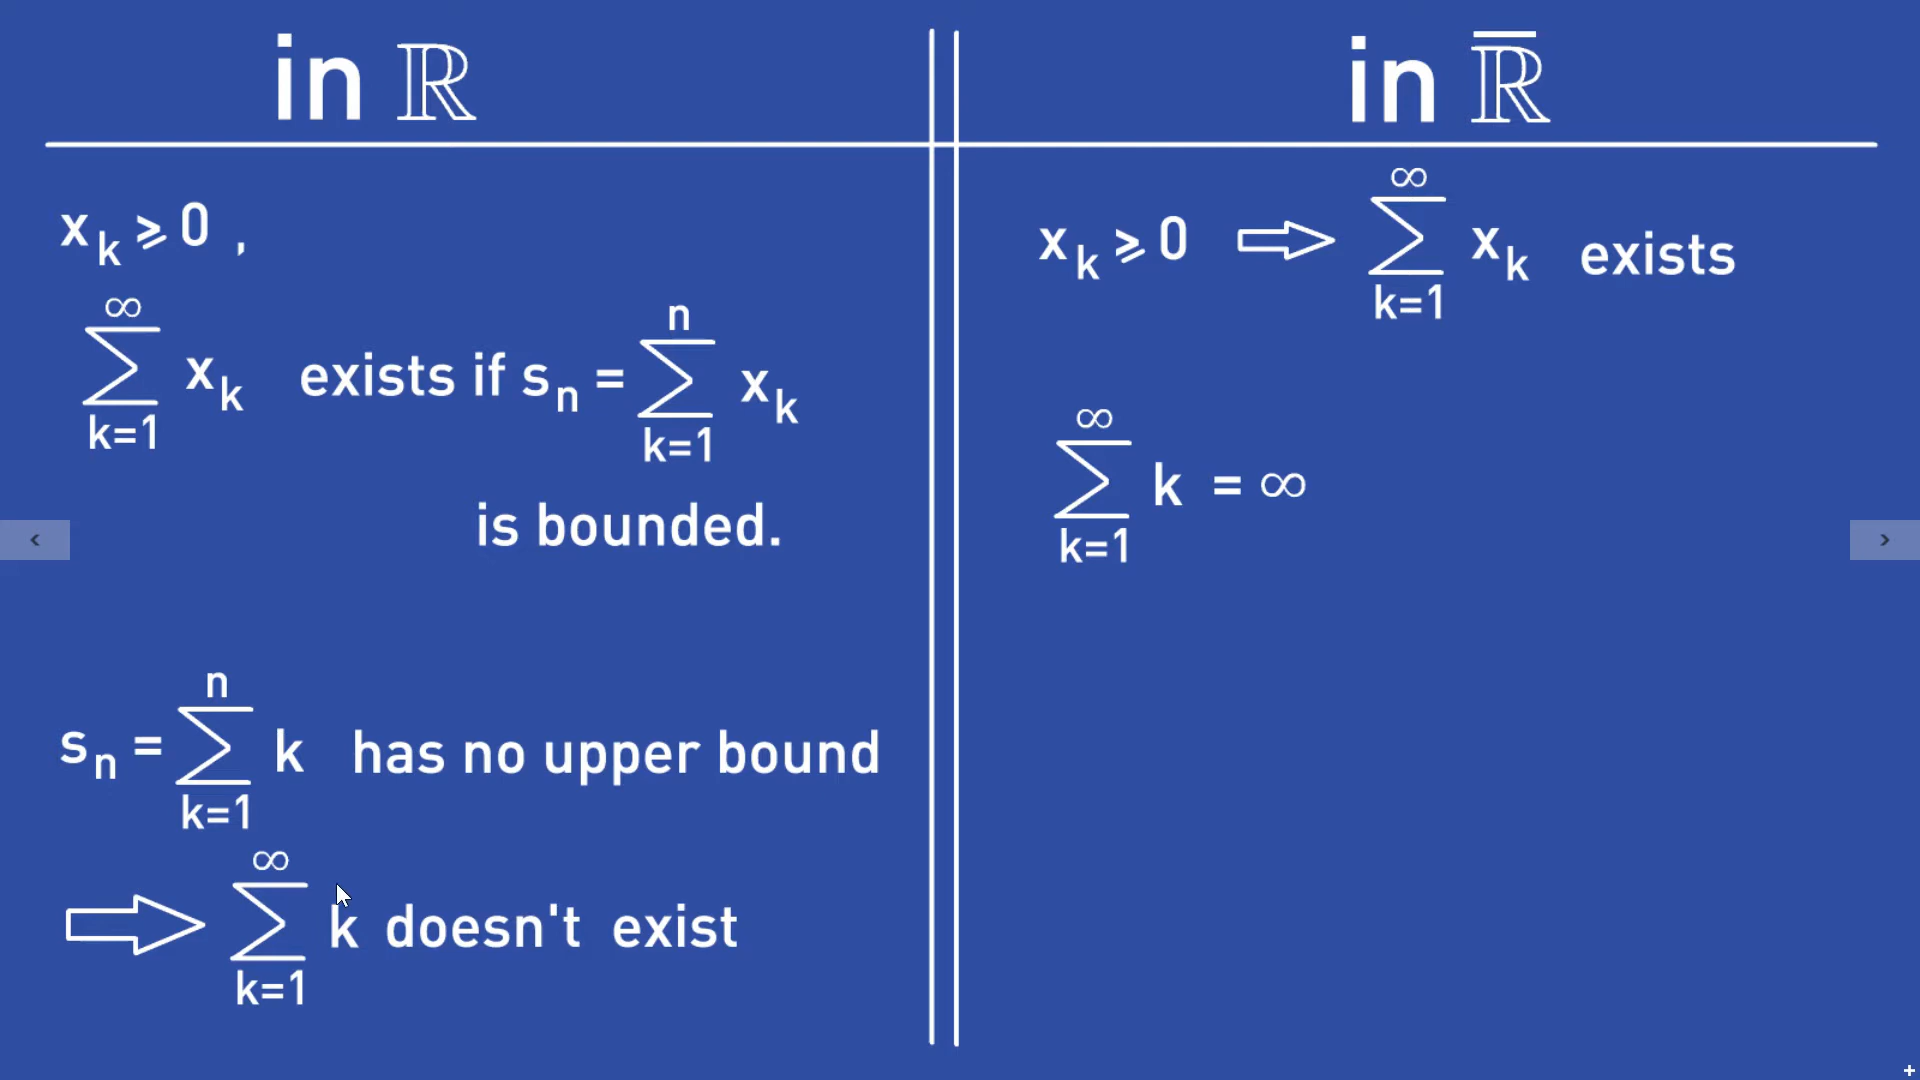 in ℝ
x_k ⩾ 0 ,
∞
∑ x_k exists if s_n = ∑ x_k
k=1
n
k=1
is bounded.
n
s_n = ∑ k has no upper bound
k=1
∞
⇒ ∑ k doesn't exist
k=1
in ℝ̅
∞
x_k ⩾ 0 ⇒ ∑ x_k exists
k=1
∞
∑ k = ∞
k=1